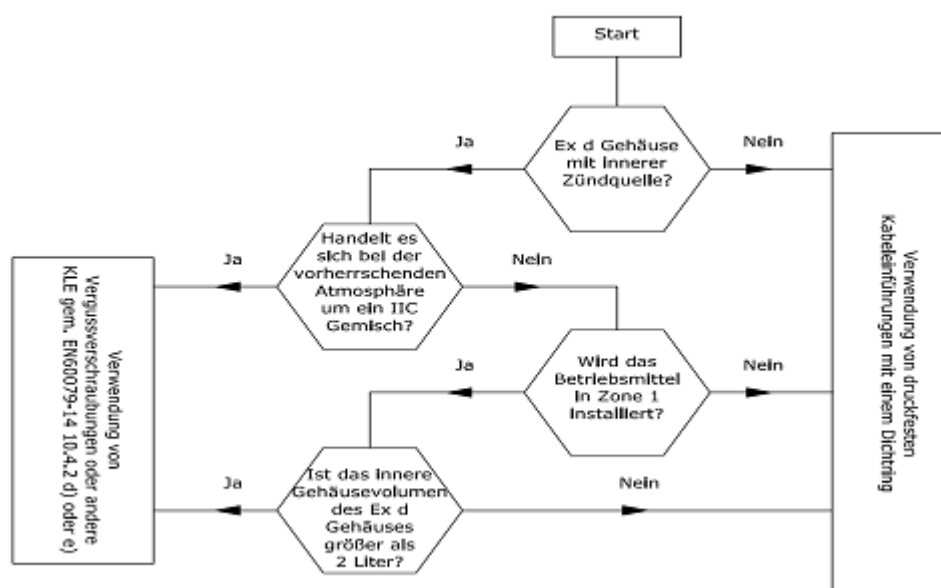 Start
Ex d Gehäuse
mit innerer
Zündquelle?
Ja
Nein
Handelt es
sich bei der
vorherrschenden
Atmosphäre
um ein IIC
Gemisch?
Ja
Nein
Wird das
Betriebsmittel
in Zone 1
installiert?
Ja
Nein
Ist das innere
Gehäusevolumen
des Ex d
Gehäuses
größer als
2 Liter?
Ja
Nein
Verwendung von
Vergussverschraubungen oder andere
KLE gem. EN60079-14 10.4.2 d) oder e)
Verwendung von druckfesten
Kabeleinführungen mit einem Dichtring